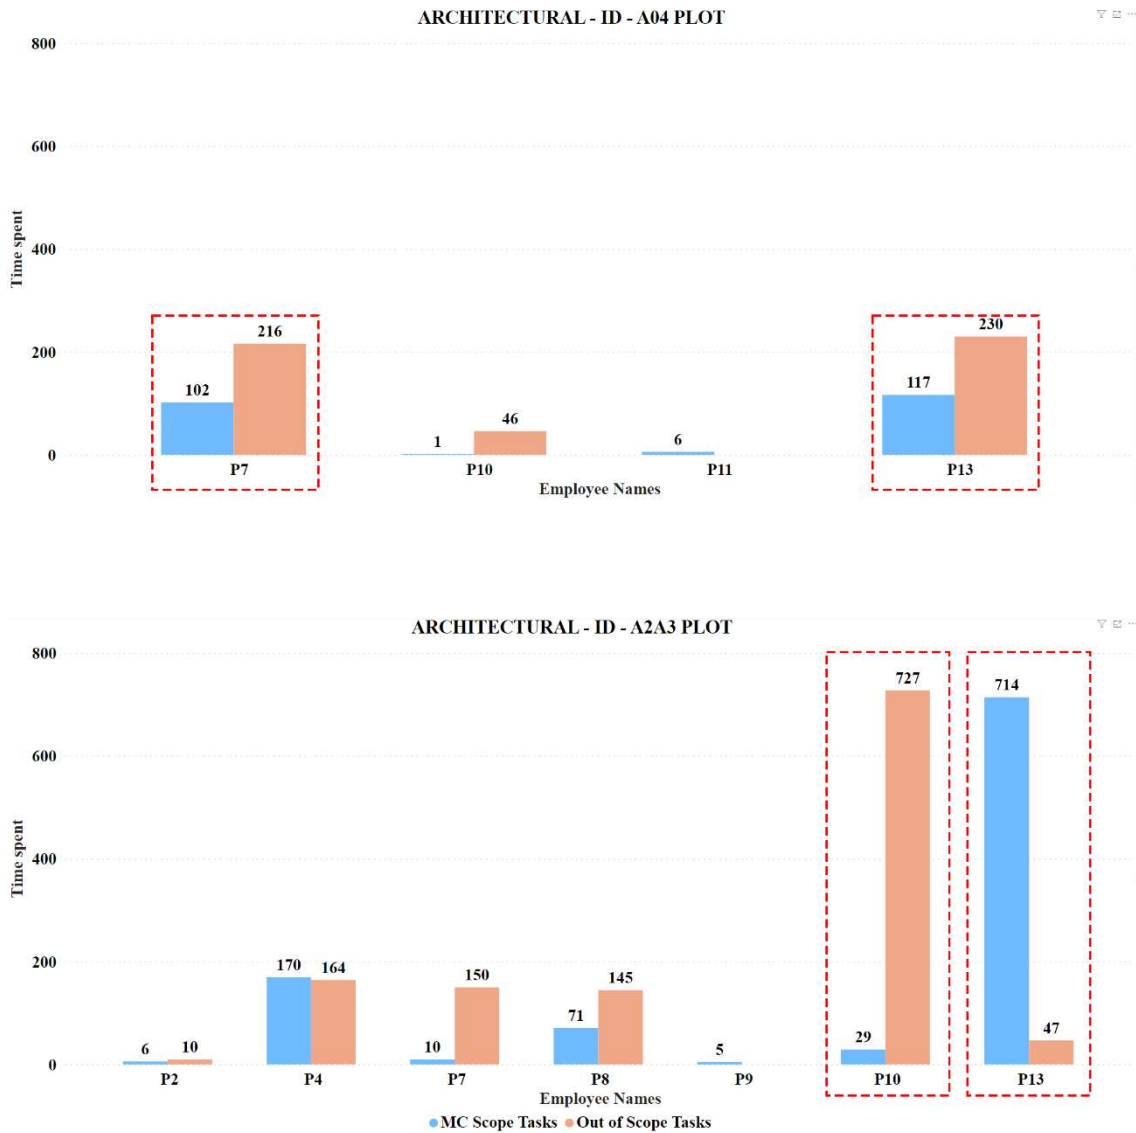 ARCHITECTURAL - ID - A04 PLOT
800
600
400
200
0
Time spent
102
216
1
46
6
117
230
P7
P10
P11
P13
Employee Names
ARCHITECTURAL - ID - A2A3 PLOT
800
600
400
200
0
Time spent
6
10
170
164
10
150
71
145
5
29
727
714
47
P2
P4
P7
P8
P9
P10
P13
Employee Names
MC Scope Tasks Out of Scope Tasks